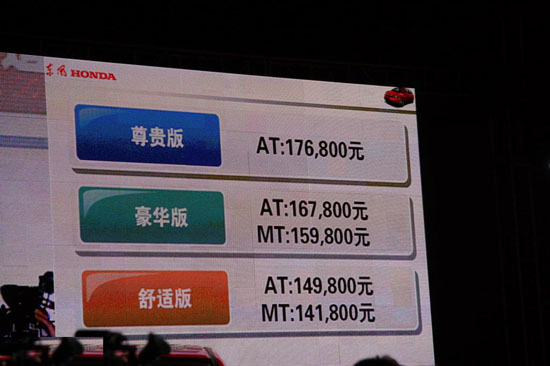 东风 HONDA
尊贵版
AT:176,800元
豪华版
AT:167,800元
MT:159,800元
舒适版
AT:149,800元
MT:141,800元